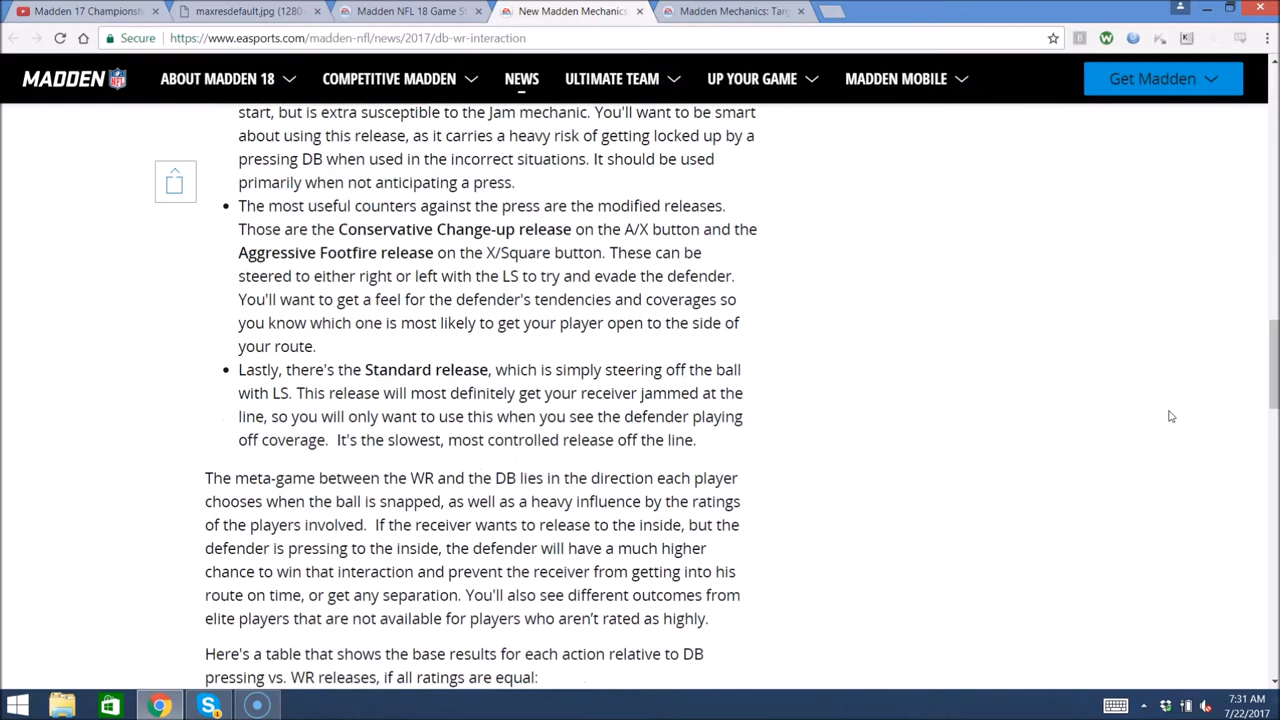 Madden 17 Championsh
maxresdefault.jpg (1280
Madden NFL 18 Game S
New Madden Mechanics:
Madden Mechanics: Tar
Secure
https://www.easports.com/madden-nfl/news/2017/db-wr-interaction
MADDEN NFL
ABOUT MADDEN 18
COMPETITIVE MADDEN
NEWS
ULTIMATE TEAM
UP YOUR GAME
MADDEN MOBILE
Get Madden
start, but is extra susceptible to the Jam mechanic. You'll want to be smart
about using this release, as it carries a heavy risk of getting locked up by a
pressing DB when used in the incorrect situations. It should be used
primarily when not anticipating a press.
• The most useful counters against the press are the modified releases.
Those are the Conservative Change-up release on the A/X button and the
Aggressive Footfire release on the X/Square button. These can be
steered to either right or left with the LS to try and evade the defender.
You'll want to get a feel for the defender's tendencies and coverages so
you know which one is most likely to get your player open to the side of
your route.
• Lastly, there's the Standard release, which is simply steering off the ball
with LS. This release will most definitely get your receiver jammed at the
line, so you will only want to use this when you see the defender playing
off coverage.  It's the slowest, most controlled release off the line.
The meta-game between the WR and the DB lies in the direction each player
chooses when the ball is snapped, as well as a heavy influence by the ratings
of the players involved.  If the receiver wants to release to the inside, but the
defender is pressing to the inside, the defender will have a much higher
chance to win that interaction and prevent the receiver from getting into his
route on time, or get any separation. You'll also see different outcomes from
elite players that are not available for players who aren’t rated as highly.
Here's a table that shows the base results for each action relative to DB
pressing vs. WR releases, if all ratings are equal:
7:31 AM
7/22/2017